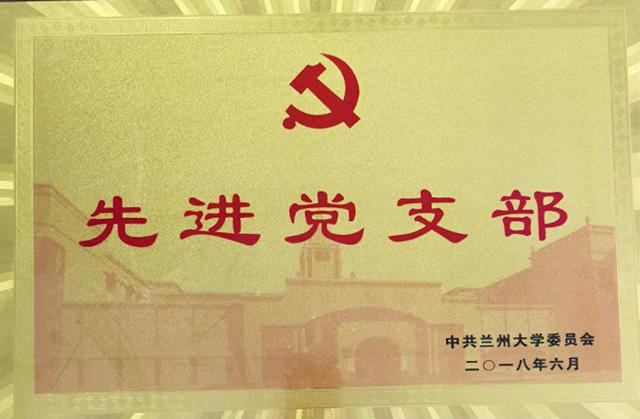 先进党支部
中共兰州大学委员会
二〇一八年六月